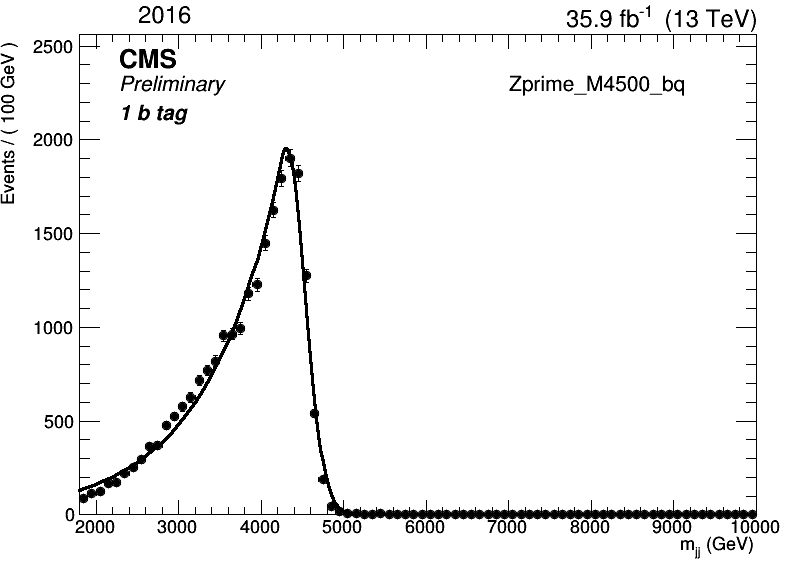 2016
35.9 fb-1 (13 TeV)
CMS
Preliminary
1 b tag
Zprime_M4500_bq
Events / ( 100 GeV )
2500
2000
1500
1000
500
0
2000 3000 4000 5000 6000 7000 8000 9000 10000
mjj (GeV)